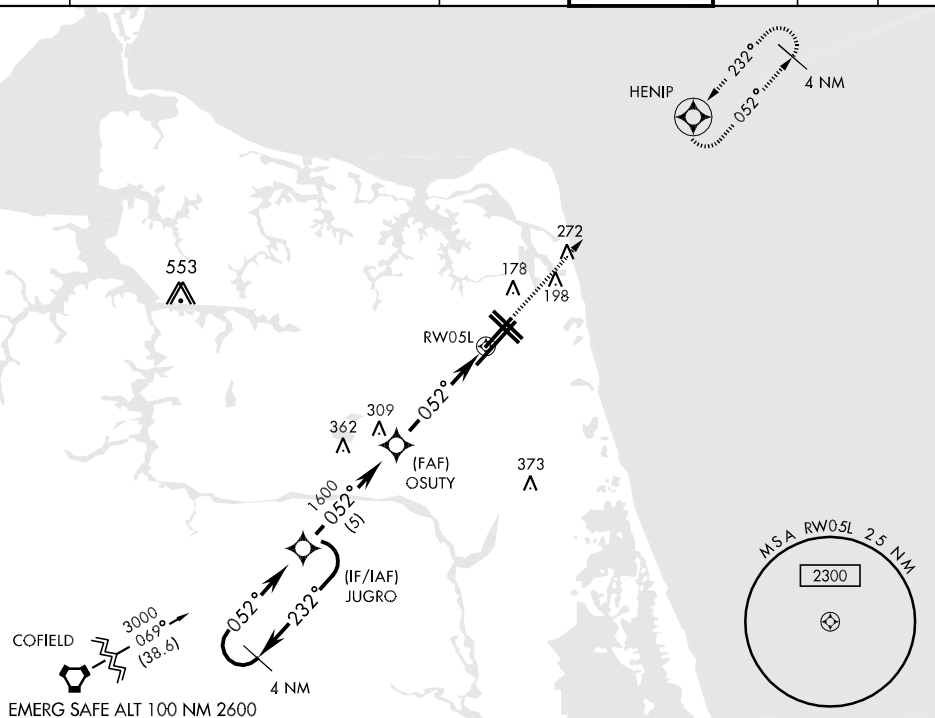 232°
HENIP
052°
4 NM
272
553
178
198
RW05L
052°
309
362
(FAF)
OSUTY
373
1600
052°
(5)
MSA RW05L 25 NM
2300
(IF/IAF)
JUGRO
052°
232°
3000
069°
(38.6)
COFIELD
4 NM
EMERG SAFE ALT 100 NM 2600